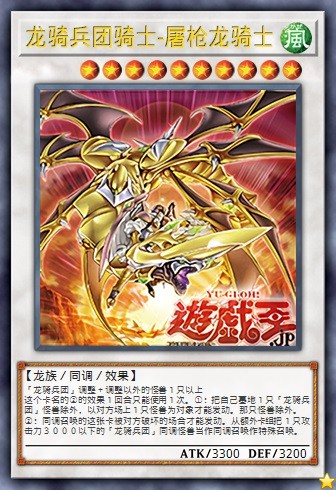 龙骑兵团骑士-屠枪龙骑士
風
YU-GI-OH!
遊戯王.JP
【龙族/同调/效果】
「龙骑兵团」调整+调整以外的怪兽1只以上
这个卡名的②的效果1回合只能使用1次。①:把自己墓地1只「龙骑
兵团」怪兽除外,以对方场上1只怪兽为对象才能发动。那只怪兽除外。
②:同调召唤的这张卡被对方破坏的场合才能发动。从额外卡组把1只攻
击力3000以下的「龙骑兵团」同调怪兽当作同调召唤作特殊召唤。
ATK/3300 DEF/3200